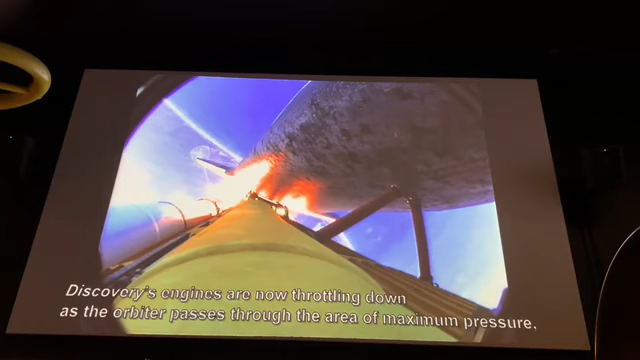 Discovery's engines are now throttling down
as the orbiter passes through the area of maximum pressure.